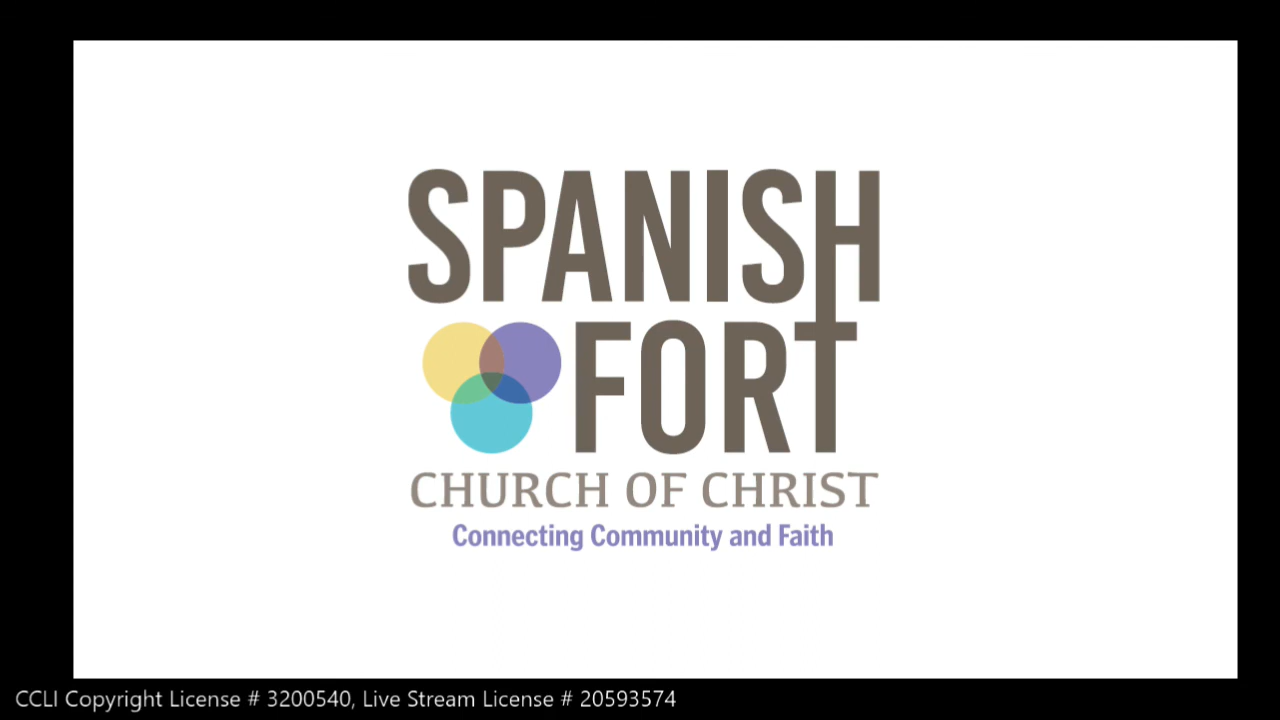 SPANISH
FORT
CHURCH OF CHRIST
Connecting Community and Faith
CCLI Copyright License # 3200540, Live Stream License # 20593574